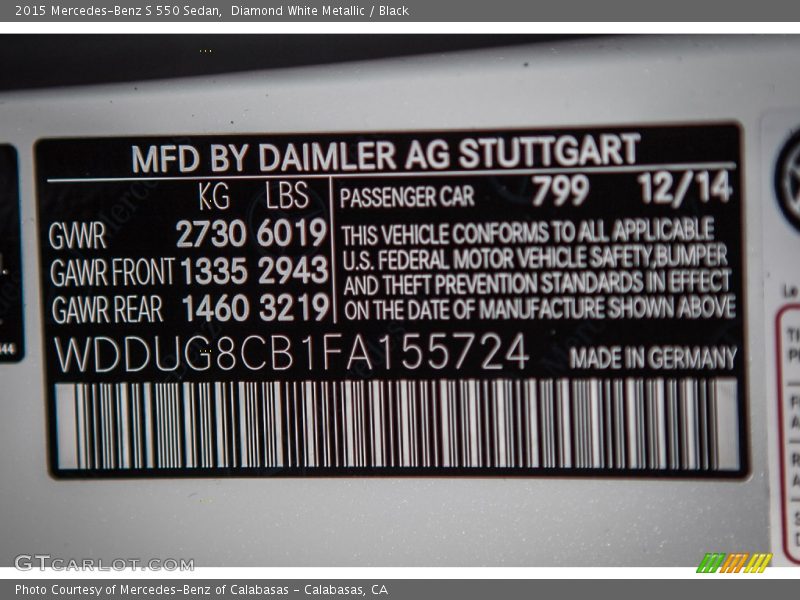 2015 Mercedes-Benz S 550 Sedan,  Diamond White Metallic / Black
MFD BY DAIMLER AG STUTTGART
KG LBS
PASSENGER CAR 799 12/14
GWR 2730 6019
GAWR FRONT 1335 2943
GAWR REAR 1460 3219
THIS VEHICLE CONFORMS TO ALL APPLICABLE
U.S. FEDERAL MOTOR VEHICLE SAFETY,BUMPER
AND THEFT PREVENTION STANDARDS IN EFFECT
ON THE DATE OF MANUFACTURE SHOWN ABOVE
WDDUG8CB1FA155724 MADE IN GERMANY
GTCARLOT.COM
Photo Courtesy of Mercedes-Benz of Calabasas - Calabasas, CA